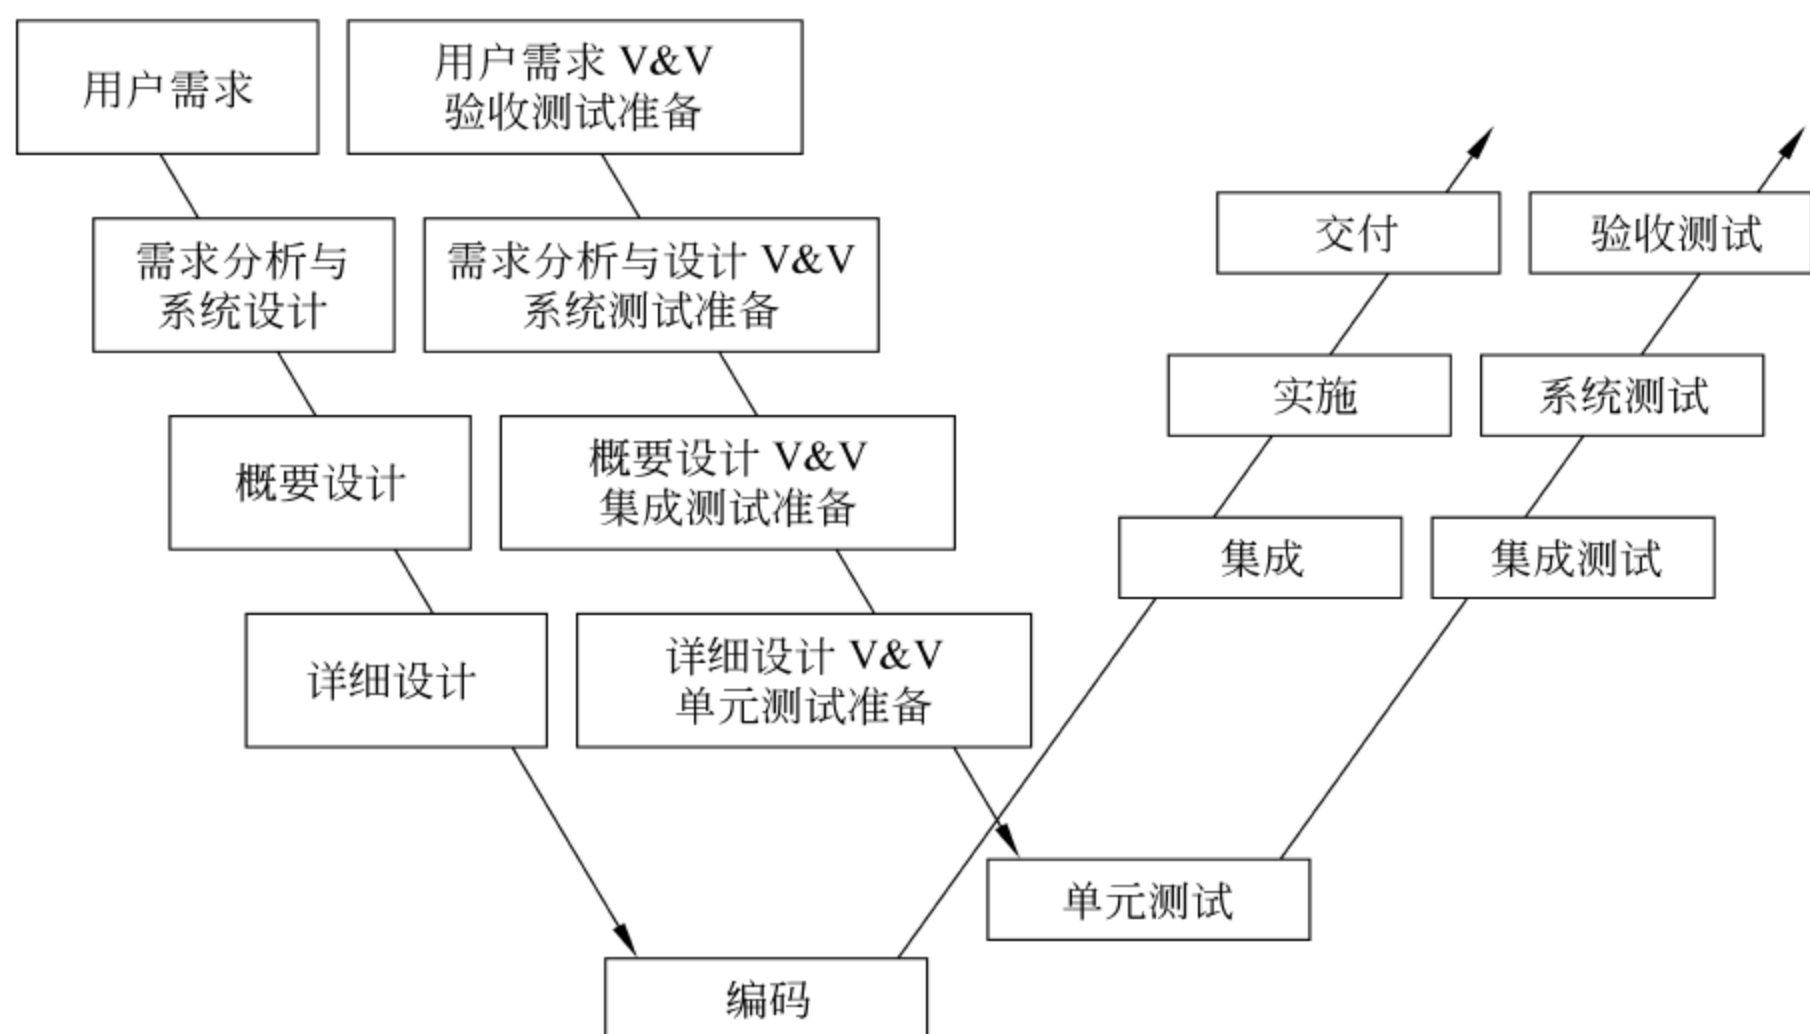 用户需求
用户需求 V&V
验收测试准备
需求分析与
系统设计
需求分析与设计 V&V
系统测试准备
概要设计
概要设计 V&V
集成测试准备
详细设计
详细设计 V&V
单元测试准备
编码
单元测试
集成
集成测试
实施
系统测试
交付
验收测试